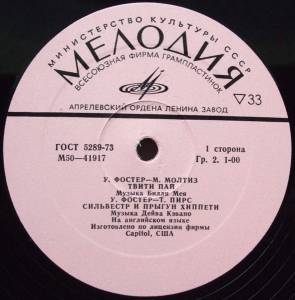 МИНИСТЕРСТВО КУЛЬТУРЫ СССР
МЕЛОДИЯ
ВСЕСОЮЗНАЯ ФИРМА ГРАМПЛАСТИНОК
АПРЕЛЕВСКИЙ ОРДЕНА ЛЕНИНА ЗАВОД
▽33
ГОСТ 5289-73
М50—41917
1 сторона
Гр. 2. 1-00
У. ФОСТЕР—М. МОЛТИЗ
ТВИТИ ПАЙ
Музыка Билли Мея
У. ФОСТЕР—Т. ПИРС
СИЛЬВЕСТР И ПРЫГУН ХИППЕТИ
Музыка Дейва Кэвано
На английском языке
Изготовлено по лицензии фирмы
Capitol, США